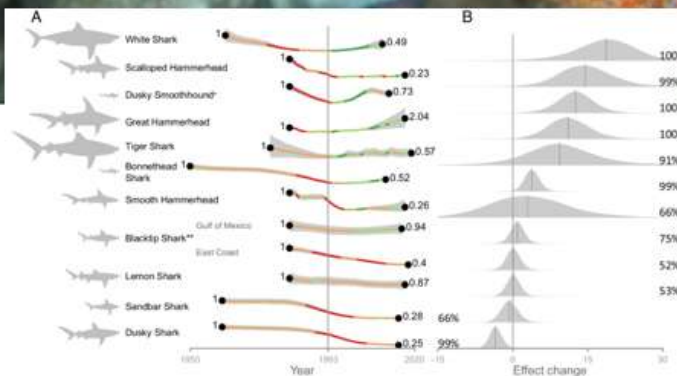 A
B
White Shark 1 0.49 100
Scalloped Hammerhead 1 0.23 99%
Dusky Smoothhound* 1 0.73 100
Great Hammerhead 1 2.04 100
Tiger Shark 1 0.57 91%
Bonnethead
Shark 1 0.52 99%
Smooth Hammerhead 1 0.26 66%
Gulf of Mexico 1 0.94 75%
Blacktip Shark**
East Coast 1 0.4 52%
Lemon Shark 1 0.87 53%
Sandbar Shark 1 0.28 66%
Dusky Shark 1 0.25 99%
1950 1993 2020 -15 0 15 30
Year Effect change